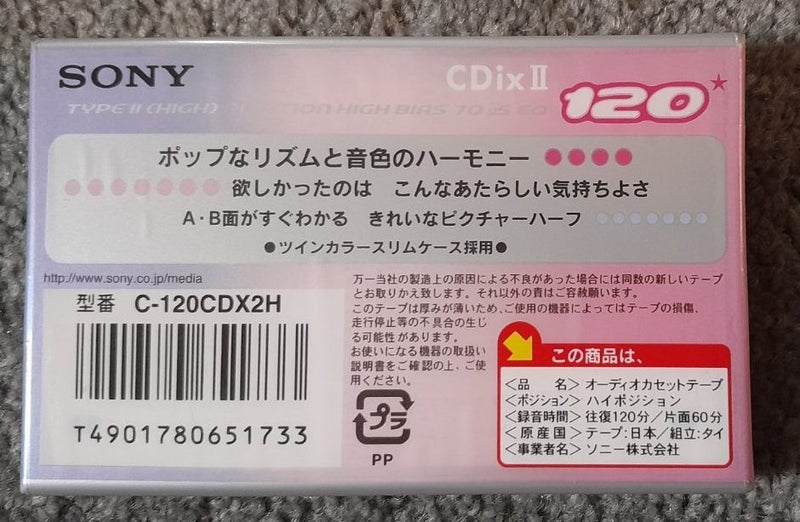 SONY
CDixⅡ
120
TYPE II (HIGH) POSITION HIGH BIAS 70 μS EQ
ポップなリズムと音色のハーモニー ●●●●
●●●●●●● 欲しかったのは こんなあたらしい気持ちよさ
A・B面がすぐわかる きれいなピクチャーハーフ ●●●●●●●
●ツインカラースリムケース採用●
http://www.sony.co.jp/media
型番 C-120CDX2H
T4901780651733
万一当社の製造上の原因による不良があった場合には同数の新しいテープ
とお取りかえ致します。それ以外の責はご容赦願います。
このテープは厚みが薄いため、ご使用の機器によってはテープの損傷、
走行停止等の不具合の生じ
る可能性があります。
お使いになる機器の取扱い
説明書をご確認の上、ご使
用ください。
プラ
PP
この商品は、
<品 名>オーディオカセットテープ
<ポジション>ハイポジション
<録音時間>往復120分/片面60分
<原産国>テープ:日本/組立:タイ
<事業者名>ソニー株式会社